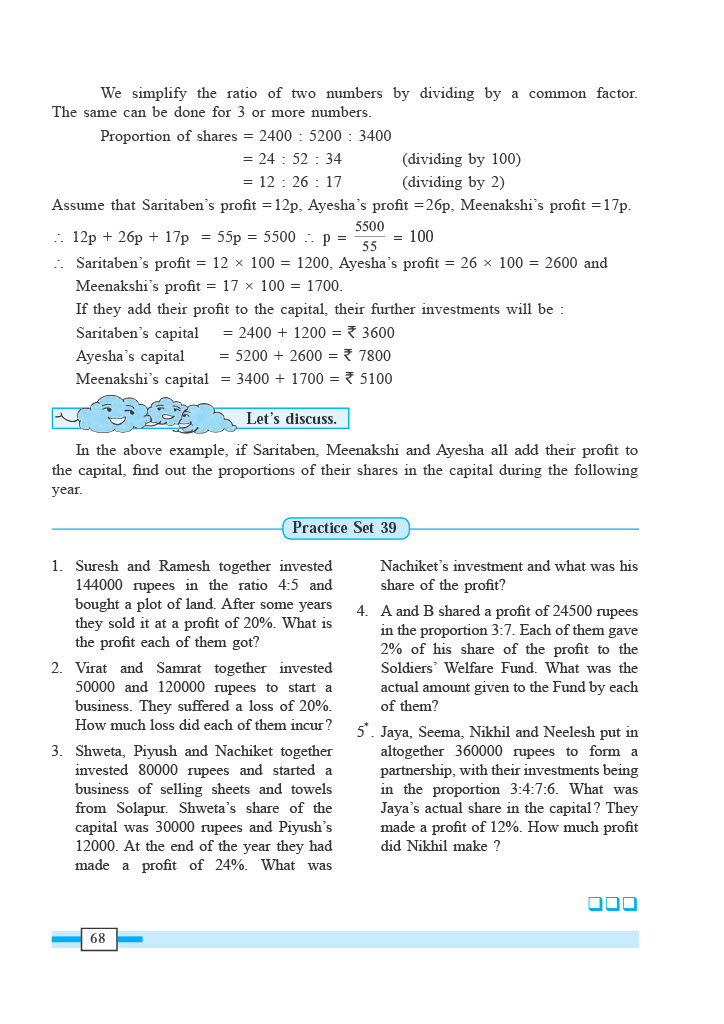 We simplify the ratio of two numbers by dividing by a common factor.
The same can be done for 3 or more numbers.
Proportion of shares = 2400 : 5200 : 3400
= 24 : 52 : 34 (dividing by 100)
= 12 : 26 : 17 (dividing by 2)
Assume that Saritaben's profit =12p, Ayesha's profit =26p, Meenakshi's profit =17p.
∴ 12p + 26p + 17p = 55p = 5500 ∴ p = 5500/55 = 100
∴ Saritaben's profit = 12 × 100 = 1200, Ayesha's profit = 26 × 100 = 2600 and
Meenakshi's profit = 17 × 100 = 1700.
If they add their profit to the capital, their further investments will be :
Saritaben's capital = 2400 + 1200 = ₹ 3600
Ayesha's capital = 5200 + 2600 = ₹ 7800
Meenakshi's capital = 3400 + 1700 = ₹ 5100
Let's discuss.
In the above example, if Saritaben, Meenakshi and Ayesha all add their profit to
the capital, find out the proportions of their shares in the capital during the following
year.
Practice Set 39
1. Suresh and Ramesh together invested
144000 rupees in the ratio 4:5 and
bought a plot of land. After some years
they sold it at a profit of 20%. What is
the profit each of them got?
2. Virat and Samrat together invested
50000 and 120000 rupees to start a
business. They suffered a loss of 20%.
How much loss did each of them incur?
3. Shweta, Piyush and Nachiket together
invested 80000 rupees and started a
business of selling sheets and towels
from Solapur. Shweta's share of the
capital was 30000 rupees and Piyush's
12000. At the end of the year they had
made a profit of 24%. What was
Nachiket's investment and what was his
share of the profit?
4. A and B shared a profit of 24500 rupees
in the proportion 3:7. Each of them gave
2% of his share of the profit to the
Soldiers' Welfare Fund. What was the
actual amount given to the Fund by each
of them?
5*. Jaya, Seema, Nikhil and Neelesh put in
altogether 360000 rupees to form a
partnership, with their investments being
in the proportion 3:4:7:6. What was
Jaya's actual share in the capital? They
made a profit of 12%. How much profit
did Nikhil make ?
68